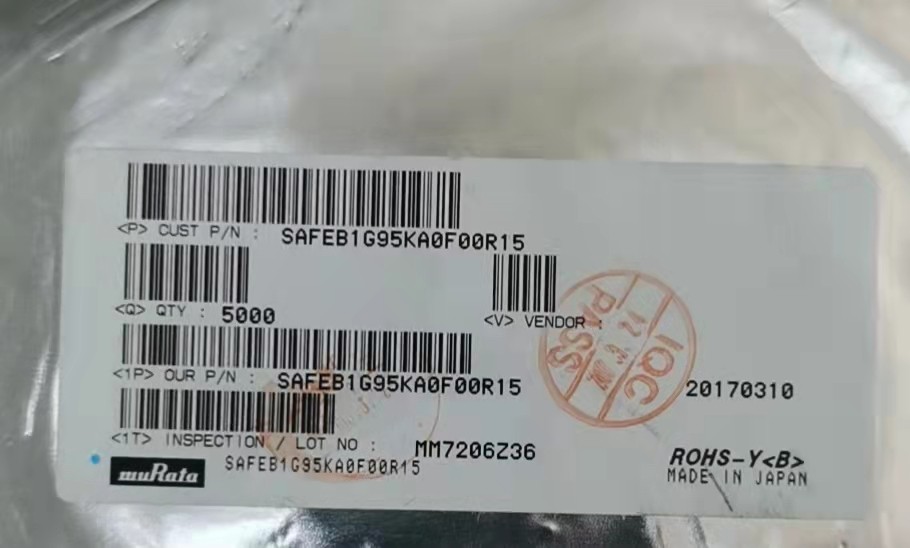 <P> CUST P/N : SAFEB1G95KA0F00R15
<Q> QTY : 5000
<V> VENDOR :
PASS
IQC
<1P> OUR P/N : SAFEB1G95KA0F00R15
20170310
<1T> INSPECTION / LOT NO : MM7206Z36
muRata SAFEB1G95KA0F00R15
ROHS-Y<B>
MADE IN JAPAN